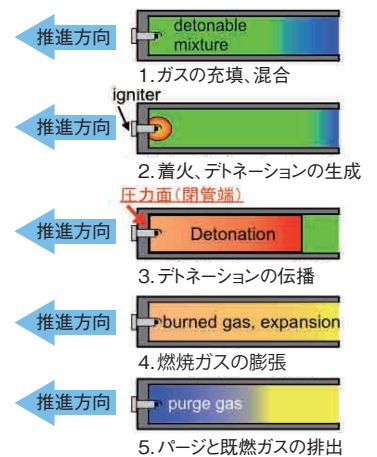 detonable
mixture
推進方向
1.ガスの充填、混合
igniter
推進方向
2.着火、デトネーションの生成
圧力面(閉管端)
推進方向
Detonation
3.デトネーションの伝播
推進方向
burned gas, expansion
4.燃焼ガスの膨張
推進方向
purge gas
5.パージと既燃ガスの排出